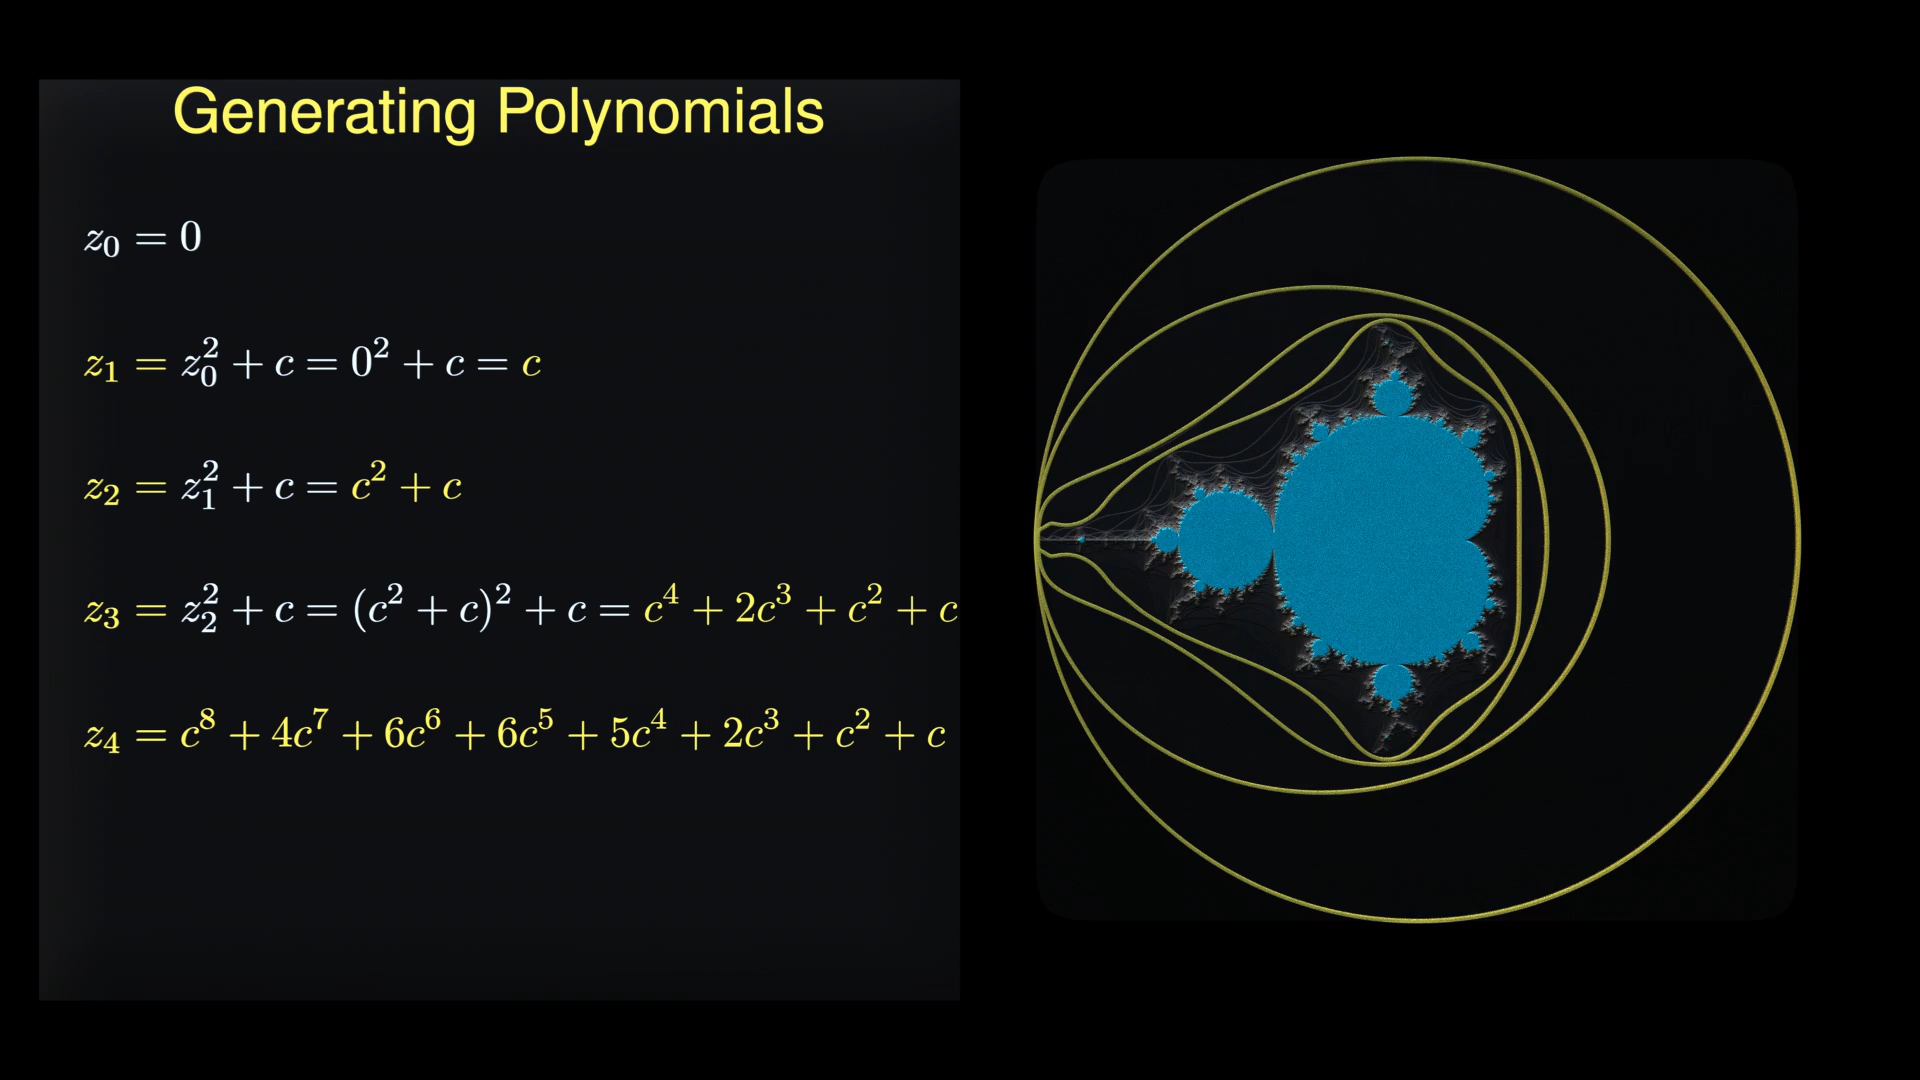 Generating Polynomials
z₀ = 0
z₁ = z₀² + c = 0² + c = c
z₂ = z₁² + c = c² + c
z₃ = z₂² + c = (c² + c)² + c = c⁴ + 2c³ + c² + c
z₄ = c⁸ + 4c⁷ + 6c⁶ + 6c⁵ + 5c⁴ + 2c³ + c² + c